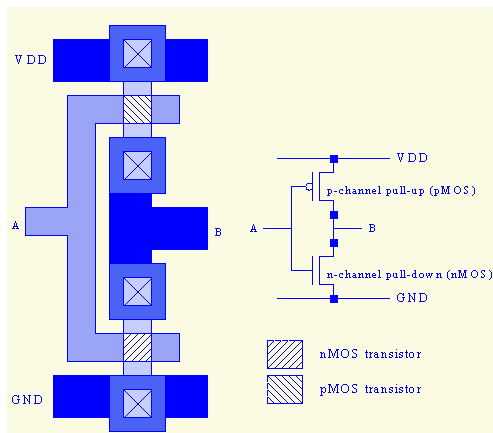 VDD
A
B
GND
VDD
p-channel pull-up (pMOS)
A
B
n-channel pull-down (nMOS)
GND
nMOS transistor
pMOS transistor